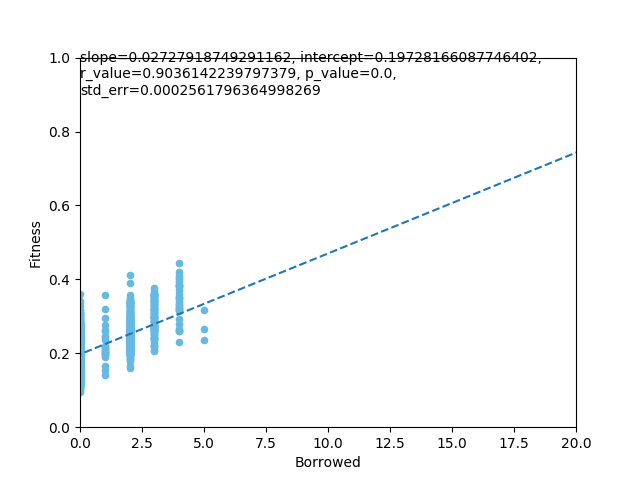 slope=0.02727918749291162, intercept=0.19728166087746402,
r_value=0.9036142239797379, p_value=0.0,
std_err=0.0002561796364998269
1.0
0.8
0.6
0.4
0.2
0.0
Fitness
0.0 2.5 5.0 7.5 10.0 12.5 15.0 17.5 20.0
Borrowed